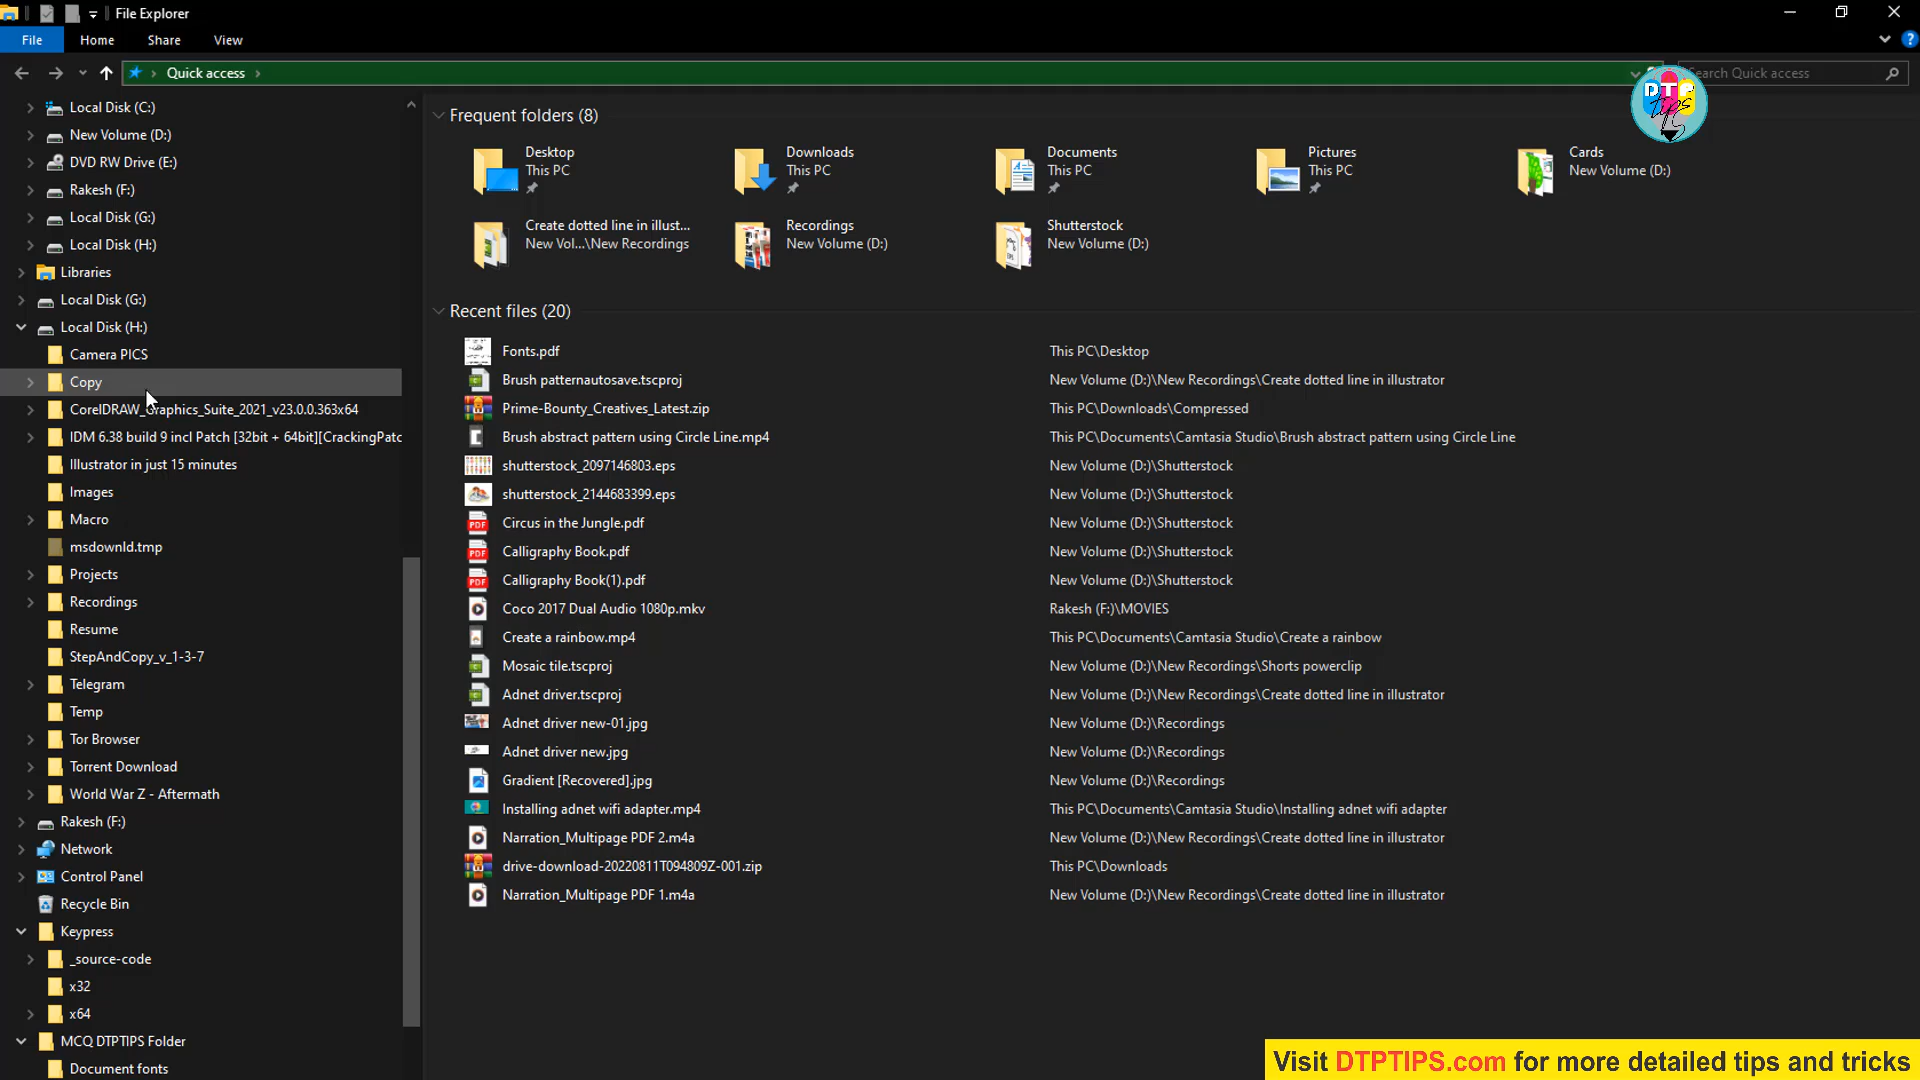 File Explorer
File Home Share View
Quick access
Search Quick access
Local Disk (C:)
New Volume (D:)
DVD RW Drive (E:)
Rakesh (F:)
Local Disk (G:)
Local Disk (H:)
Libraries
Local Disk (G:)
Local Disk (H:)
Camera PICS
Copy
CorelDRAW_Graphics_Suite_2021_v23.0.0.363x64
IDM 6.38 build 9 incl Patch [32bit + 64bit][CrackingPatc
Illustrator in just 15 minutes
Images
Macro
msdownld.tmp
Projects
Recordings
Resume
StepAndCopy_v_1-3-7
Telegram
Temp
Tor Browser
Torrent Download
World War Z - Aftermath
Rakesh (F:)
Network
Control Panel
Recycle Bin
Keypress
_source-code
x32
x64
MCQ DTPTIPS Folder
Document fonts
Frequent folders (8)
Desktop
This PC
Downloads
This PC
Documents
This PC
Pictures
This PC
Cards
New Volume (D:)
Create dotted line in illust...
New Vol...\New Recordings
Recordings
New Volume (D:)
Shutterstock
New Volume (D:)
Recent files (20)
Fonts.pdf This PC\Desktop
Brush patternautosave.tscproj New Volume (D:)\New Recordings\Create dotted line in illustrator
Prime-Bounty_Creatives_Latest.zip This PC\Downloads\Compressed
Brush abstract pattern using Circle Line.mp4 This PC\Documents\Camtasia Studio\Brush abstract pattern using Circle Line
shutterstock_2097146803.eps New Volume (D:)\Shutterstock
shutterstock_2144683399.eps New Volume (D:)\Shutterstock
Circus in the Jungle.pdf New Volume (D:)\Shutterstock
Calligraphy Book.pdf New Volume (D:)\Shutterstock
Calligraphy Book(1).pdf New Volume (D:)\Shutterstock
Coco 2017 Dual Audio 1080p.mkv Rakesh (F:)\MOVIES
Create a rainbow.mp4 This PC\Documents\Camtasia Studio\Create a rainbow
Mosaic tile.tscproj New Volume (D:)\New Recordings\Shorts powerclip
Adnet driver.tscproj New Volume (D:)\New Recordings\Create dotted line in illustrator
Adnet driver new-01.jpg New Volume (D:)\Recordings
Adnet driver new.jpg New Volume (D:)\Recordings
Gradient [Recovered].jpg New Volume (D:)\Recordings
Installing adnet wifi adapter.mp4 This PC\Documents\Camtasia Studio\Installing adnet wifi adapter
Narration_Multipage PDF 2.m4a New Volume (D:)\New Recordings\Create dotted line in illustrator
drive-download-20220811T094809Z-001.zip This PC\Downloads
Narration_Multipage PDF 1.m4a New Volume (D:)\New Recordings\Create dotted line in illustrator
DTP
Tips
Visit DTPTIPS.com for more detailed tips and tricks